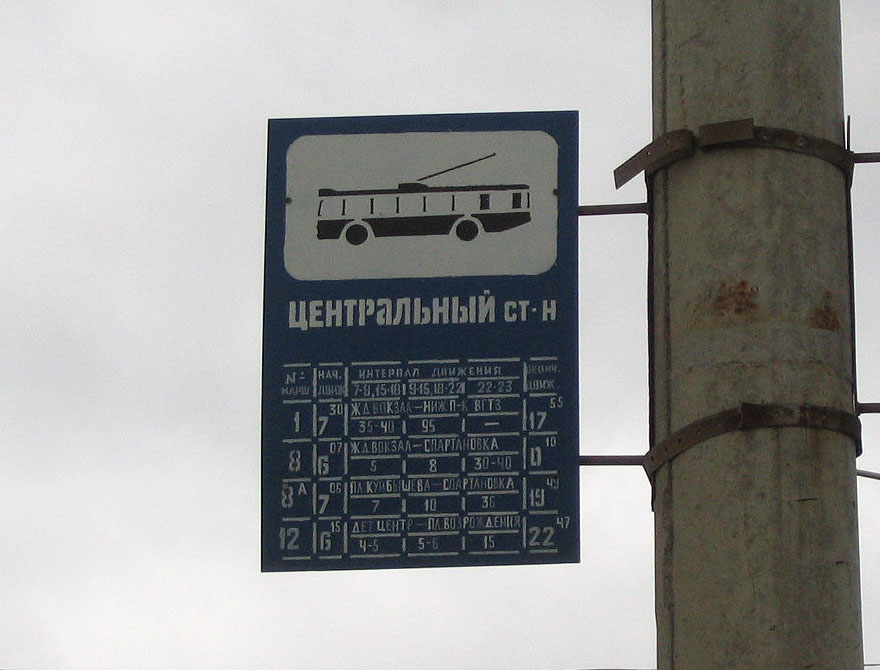 ЦЕНТРАЛЬНЫЙ СТ-Н
№ МАРШ НАЧ. ДВИЖ ИНТЕРВАЛ ДВИЖЕНИЯ ОКОНЧ. ДВИЖ.
7-9,15-18 9-15,18-22 22-23
1 7 30 ЖД ВОКЗАЛ—НИЖ П-К ВГТЗ 17 55
35-40 95 —
8 6 07 ЖД ВОКЗАЛ—СПАРТАНОВКА 0 10
5 8 30-40
8А 7 06 ПЛ КУЙБЫШЕВА—СПАРТАНОВКА 19 49
7 10 36
12 6 15 ДЕТ ЦЕНТР—ПЛ ВОЗРОЖДЕНИЯ 22 47
4-5 5-6 15